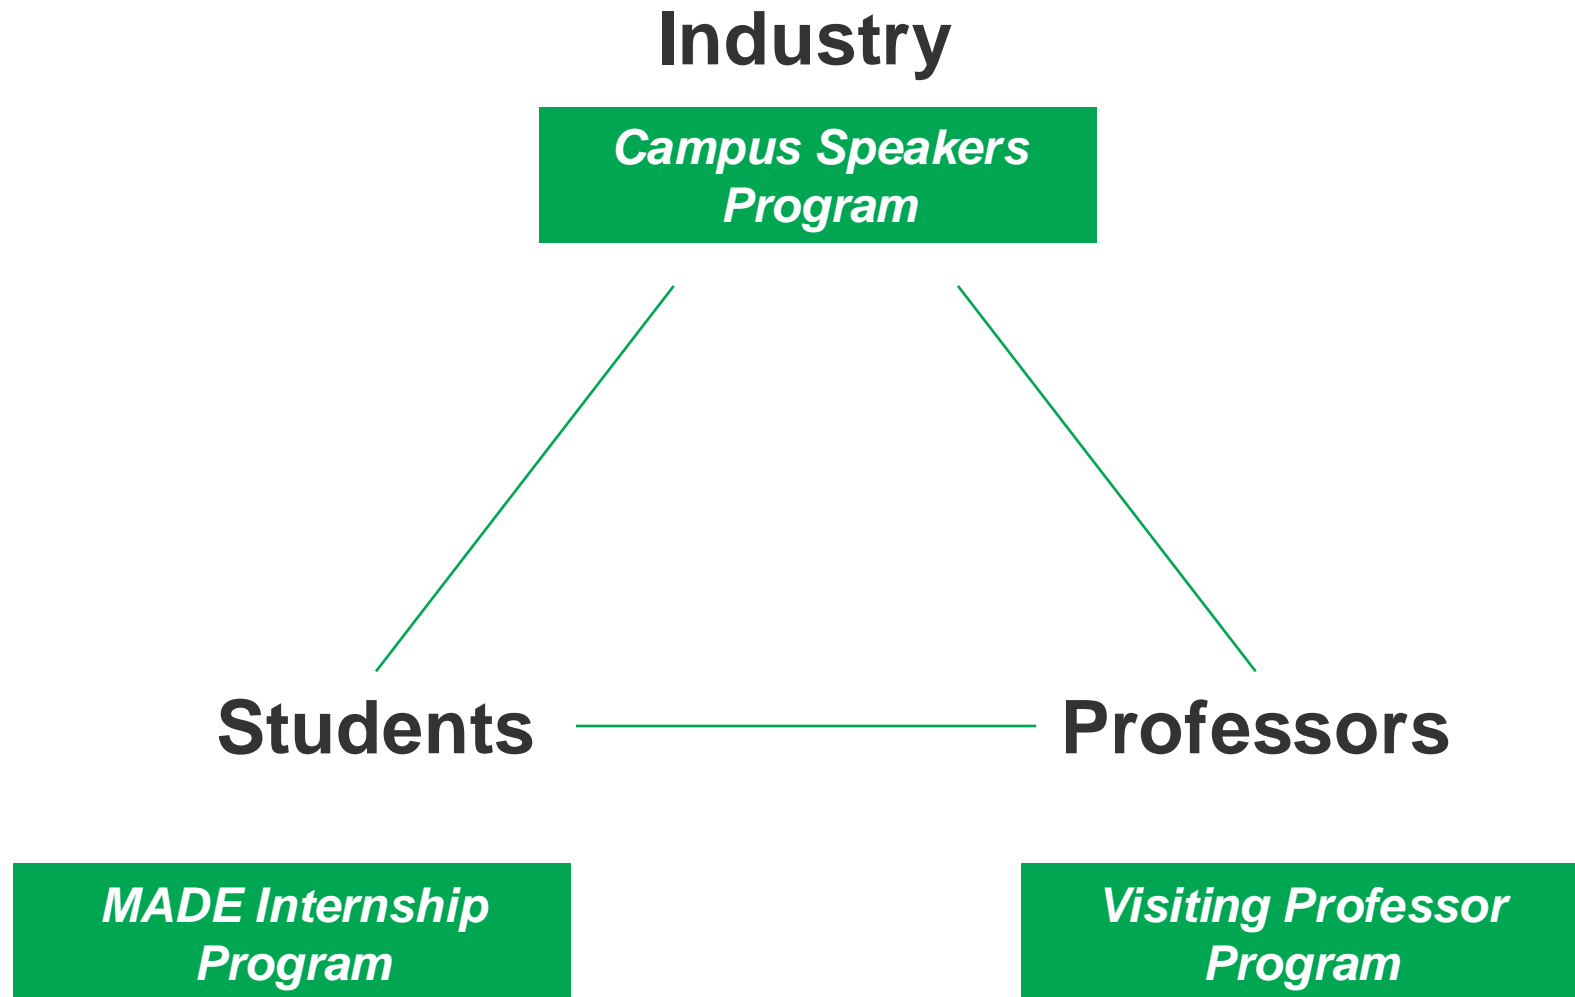 Industry
Campus Speakers
Program
Students
Professors
MADE Internship
Program
Visiting Professor
Program